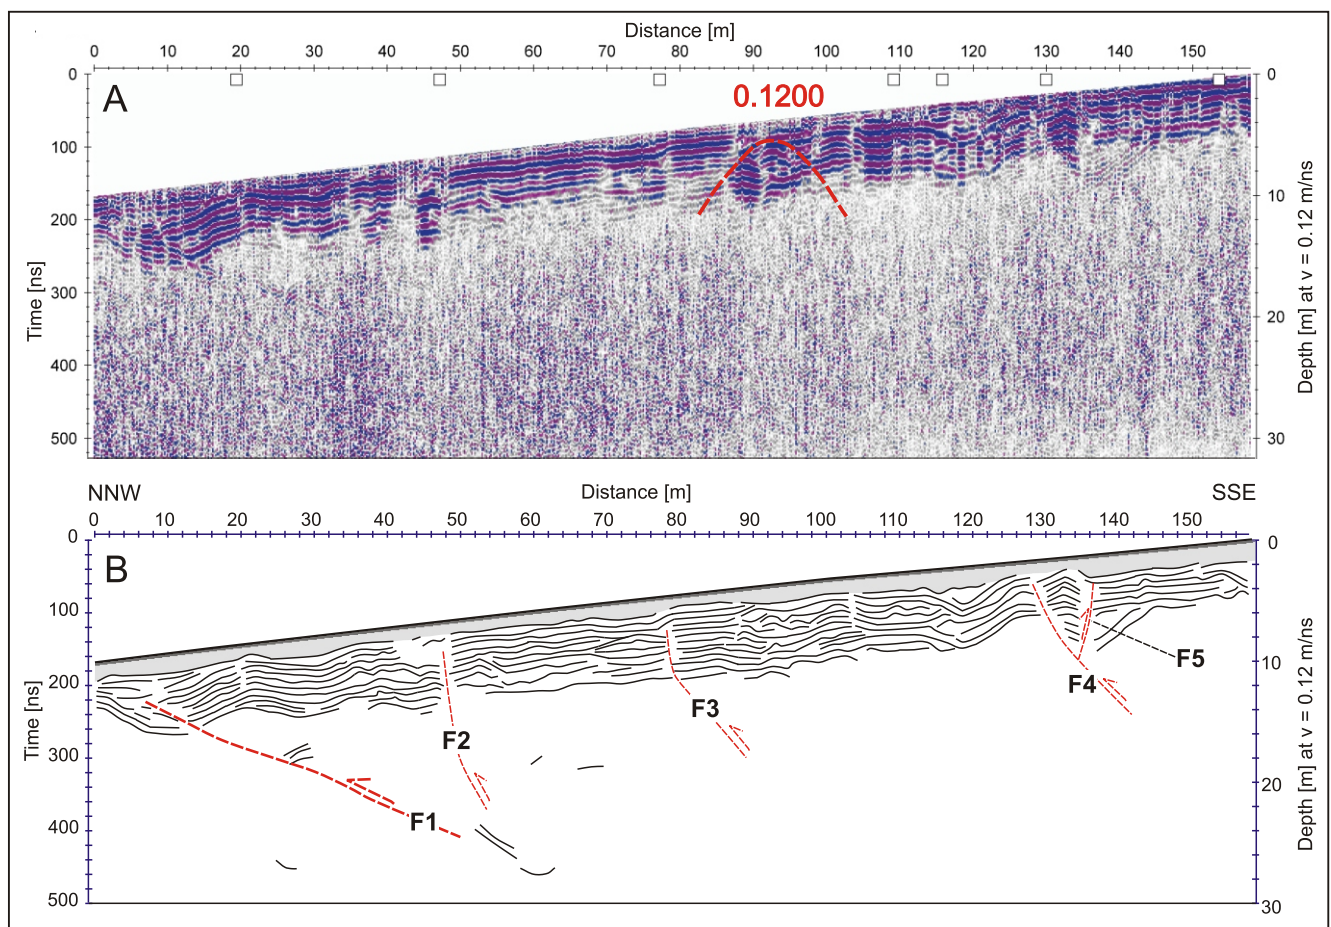 Distance [m]
0 10 20 30 40 50 60 70 80 90 100 110 120 130 140 150
A
0.1200
0
100
200
300
400
500
Time [ns]
0
10
20
30
Depth [m] at v = 0.12 m/ns
NNW Distance [m] SSE
0 10 20 30 40 50 60 70 80 90 100 110 120 130 140 150
B
0
100
200
300
400
500
Time [ns]
F5
F4
F3
F2
F1
0
10
20
30
Depth [m] at v = 0.12 m/ns